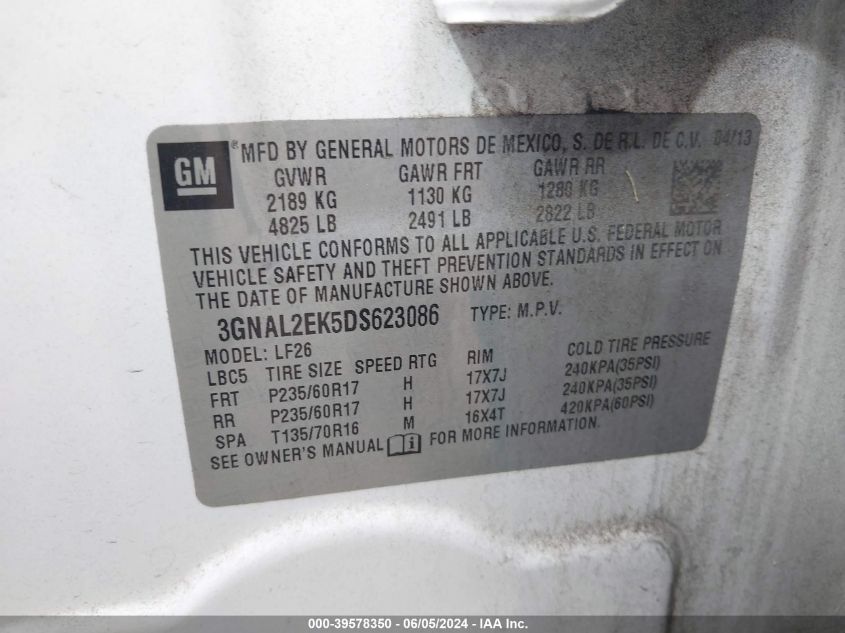 GM
® MFD BY GENERAL MOTORS DE MEXICO, S. DE R.L. DE C.V. 04/13
GVWR GAWR FRT GAWR RR
2189 KG 1130 KG 1280 KG
4825 LB 2491 LB 2822 LB
THIS VEHICLE CONFORMS TO ALL APPLICABLE U.S. FEDERAL MOTOR
VEHICLE SAFETY AND THEFT PREVENTION STANDARDS IN EFFECT ON
THE DATE OF MANUFACTURE SHOWN ABOVE.
3GNAL2EK5DS623086 TYPE: M.P.V.
MODEL: LF26
LBC5 TIRE SIZE SPEED RTG RIM COLD TIRE PRESSURE
FRT P235/60R17 H 17X7J 240KPA(35PSI)
RR P235/60R17 H 17X7J 240KPA(35PSI)
SPA T135/70R16 M 16X4T 420KPA(60PSI)
SEE OWNER'S MANUAL i FOR MORE INFORMATION.
000-39578350 | 06/05/2024 - IAA Inc.